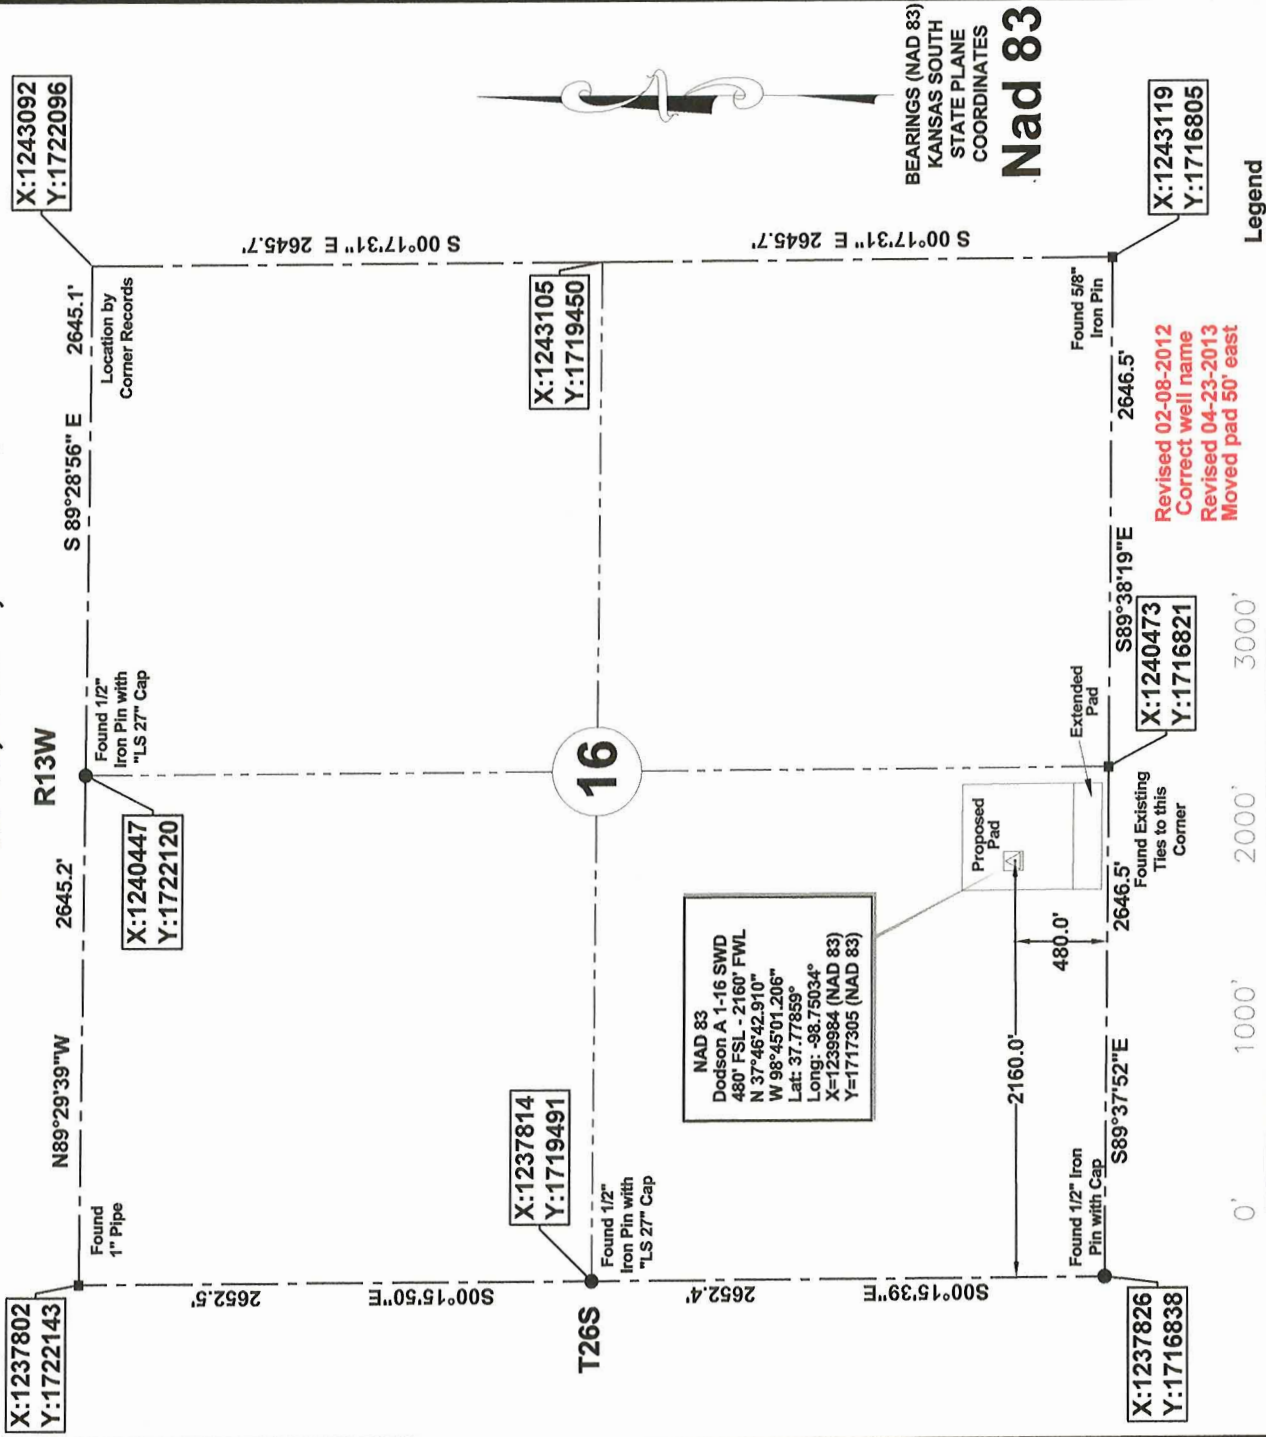 R13W
X:1237802
Y:1722143
Found
1" Pipe
N89°29'39"W
2645.2'
X:1240447
Y:1722120
Found 1/2"
Iron Pin with
"LS 27" Cap
S 89°28'56" E
2645.1'
Location by
Corner Records
X:1243092
Y:1722096
S00°15'50"E
2652.5'
S 00°17'31" E 2645.7'
T26S
X:1237814
Y:1719491
Found 1/2"
Iron Pin with
"LS 27" Cap
16
X:1243105
Y:1719450
S00°15'39"E
2652.4'
S 00°17'31" E 2645.7'
BEARINGS (NAD 83)
KANSAS SOUTH
STATE PLANE
COORDINATES
Nad 83
NAD 83
Dodson A 1-16 SWD
480' FSL - 2160' FWL
N 37°46'42.910"
W 98°45'01.206"
Lat: 37.77859°
Long: -98.75034°
X=1239984 (NAD 83)
Y=1717305 (NAD 83)
Proposed
Pad
Extended
Pad
2160.0'
480.0'
Found 1/2" Iron
Pin with Cap
X:1237826
Y:1716838
S89°37'52"E
2646.5'
Found Existing
Ties to this
Corner
X:1240473
Y:1716821
S89°38'19"E
2646.5'
Found 5/8"
Iron Pin
X:1243119
Y:1716805
Revised 02-08-2012
Correct well name
Revised 04-23-2013
Moved pad 50' east
0'
1000'
2000'
3000'
Legend